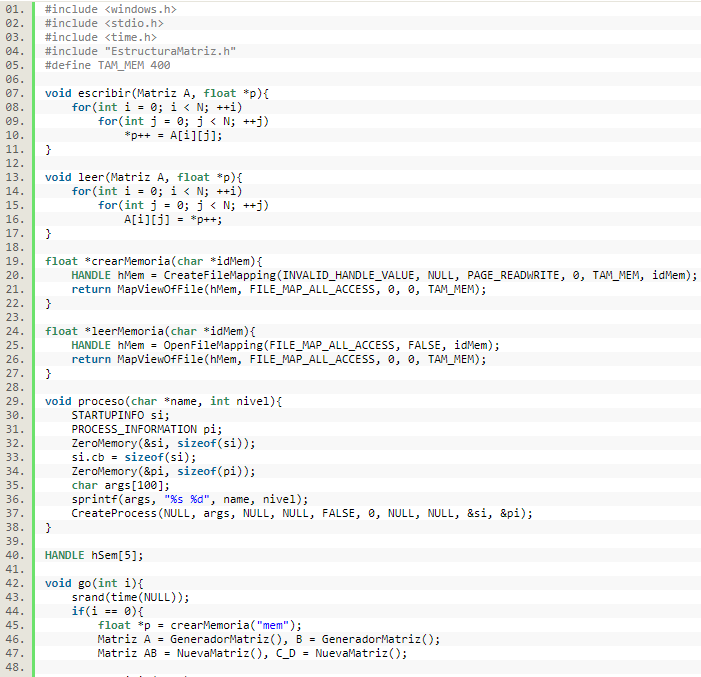 01. #include <windows.h>
02. #include <stdio.h>
03. #include <time.h>
04. #include "EstructuraMatriz.h"
05. #define TAM_MEM 400
06.
07. void escribir(Matriz A, float *p){
08.     for(int i = 0; i < N; ++i)
09.         for(int j = 0; j < N; ++j)
10.             *p++ = A[i][j];
11. }
12.
13. void leer(Matriz A, float *p){
14.     for(int i = 0; i < N; ++i)
15.         for(int j = 0; j < N; ++j)
16.             A[i][j] = *p++;
17. }
18.
19. float *crearMemoria(char *idMem){
20.     HANDLE hMem = CreateFileMapping(INVALID_HANDLE_VALUE, NULL, PAGE_READWRITE, 0, TAM_MEM, idMem);
21.     return MapViewOfFile(hMem, FILE_MAP_ALL_ACCESS, 0, 0, TAM_MEM);
22. }
23.
24. float *leerMemoria(char *idMem){
25.     HANDLE hMem = OpenFileMapping(FILE_MAP_ALL_ACCESS, FALSE, idMem);
26.     return MapViewOfFile(hMem, FILE_MAP_ALL_ACCESS, 0, 0, TAM_MEM);
27. }
28.
29. void proceso(char *name, int nivel){
30.     STARTUPINFO si;
31.     PROCESS_INFORMATION pi;
32.     ZeroMemory(&si, sizeof(si));
33.     si.cb = sizeof(si);
34.     ZeroMemory(&pi, sizeof(pi));
35.     char args[100];
36.     sprintf(args, "%s %d", name, nivel);
37.     CreateProcess(NULL, args, NULL, NULL, FALSE, 0, NULL, NULL, &si, &pi);
38. }
39.
40. HANDLE hSem[5];
41.
42. void go(int i){
43.     srand(time(NULL));
44.     if(i == 0){
45.         float *p = crearMemoria("mem");
46.         Matriz A = GeneradorMatriz(), B = GeneradorMatriz();
47.         Matriz AB = NuevaMatriz(), C_D = NuevaMatriz();
48.